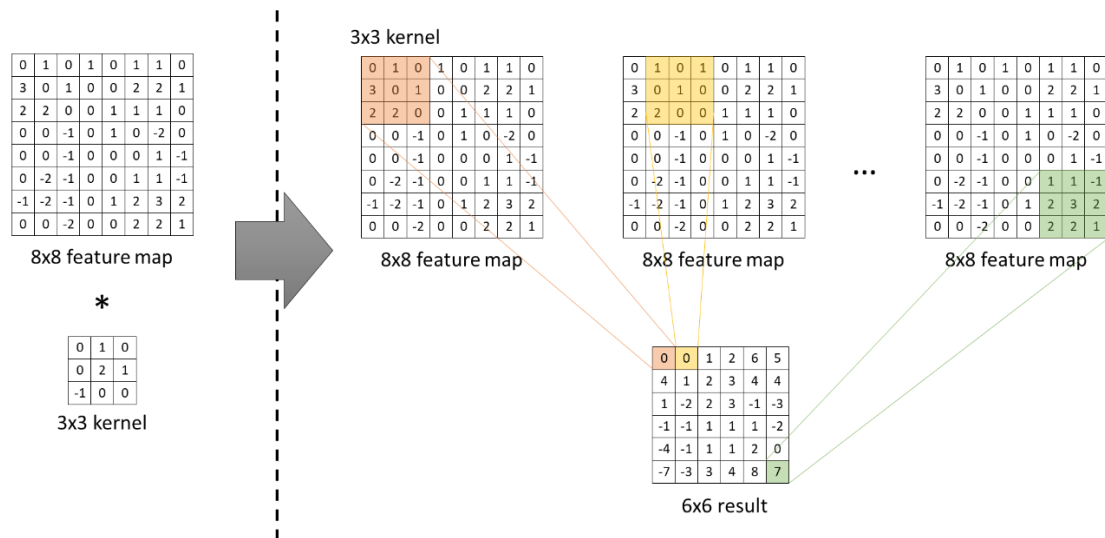 0 1 0 1 0 1 1 0
3 0 1 0 0 2 2 1
2 2 0 0 1 1 1 0
0 0 -1 0 1 0 -2 0
0 0 -1 0 0 0 1 -1
0 -2 -1 0 0 1 1 -1
-1 -2 -1 0 1 2 3 2
0 0 -2 0 0 2 2 1
8x8 feature map
*
0 1 0
0 2 1
-1 0 0
3x3 kernel
3x3 kernel
0 1 0 1 0 1 1 0
3 0 1 0 0 2 2 1
2 2 0 0 1 1 1 0
0 0 -1 0 1 0 -2 0
0 0 -1 0 0 0 1 -1
0 -2 -1 0 0 1 1 -1
-1 -2 -1 0 1 2 3 2
0 0 -2 0 0 2 2 1
8x8 feature map
0 1 0 1 0 1 1 0
3 0 1 0 0 2 2 1
2 2 0 0 1 1 1 0
0 0 -1 0 1 0 -2 0
0 0 -1 0 0 0 1 -1
0 -2 -1 0 0 1 1 -1
-1 -2 -1 0 1 2 3 2
0 0 -2 0 0 2 2 1
8x8 feature map
...
0 1 0 1 0 1 1 0
3 0 1 0 0 2 2 1
2 2 0 0 1 1 1 0
0 0 -1 0 1 0 -2 0
0 0 -1 0 0 0 1 -1
0 -2 -1 0 0 1 1 -1
-1 -2 -1 0 1 2 3 2
0 0 -2 0 0 2 2 1
8x8 feature map
0 0 1 2 6 5
4 1 2 3 4 4
1 -2 2 3 -1 -3
-1 -1 1 1 1 -2
-4 -1 1 1 2 0
-7 -3 3 4 8 7
6x6 result